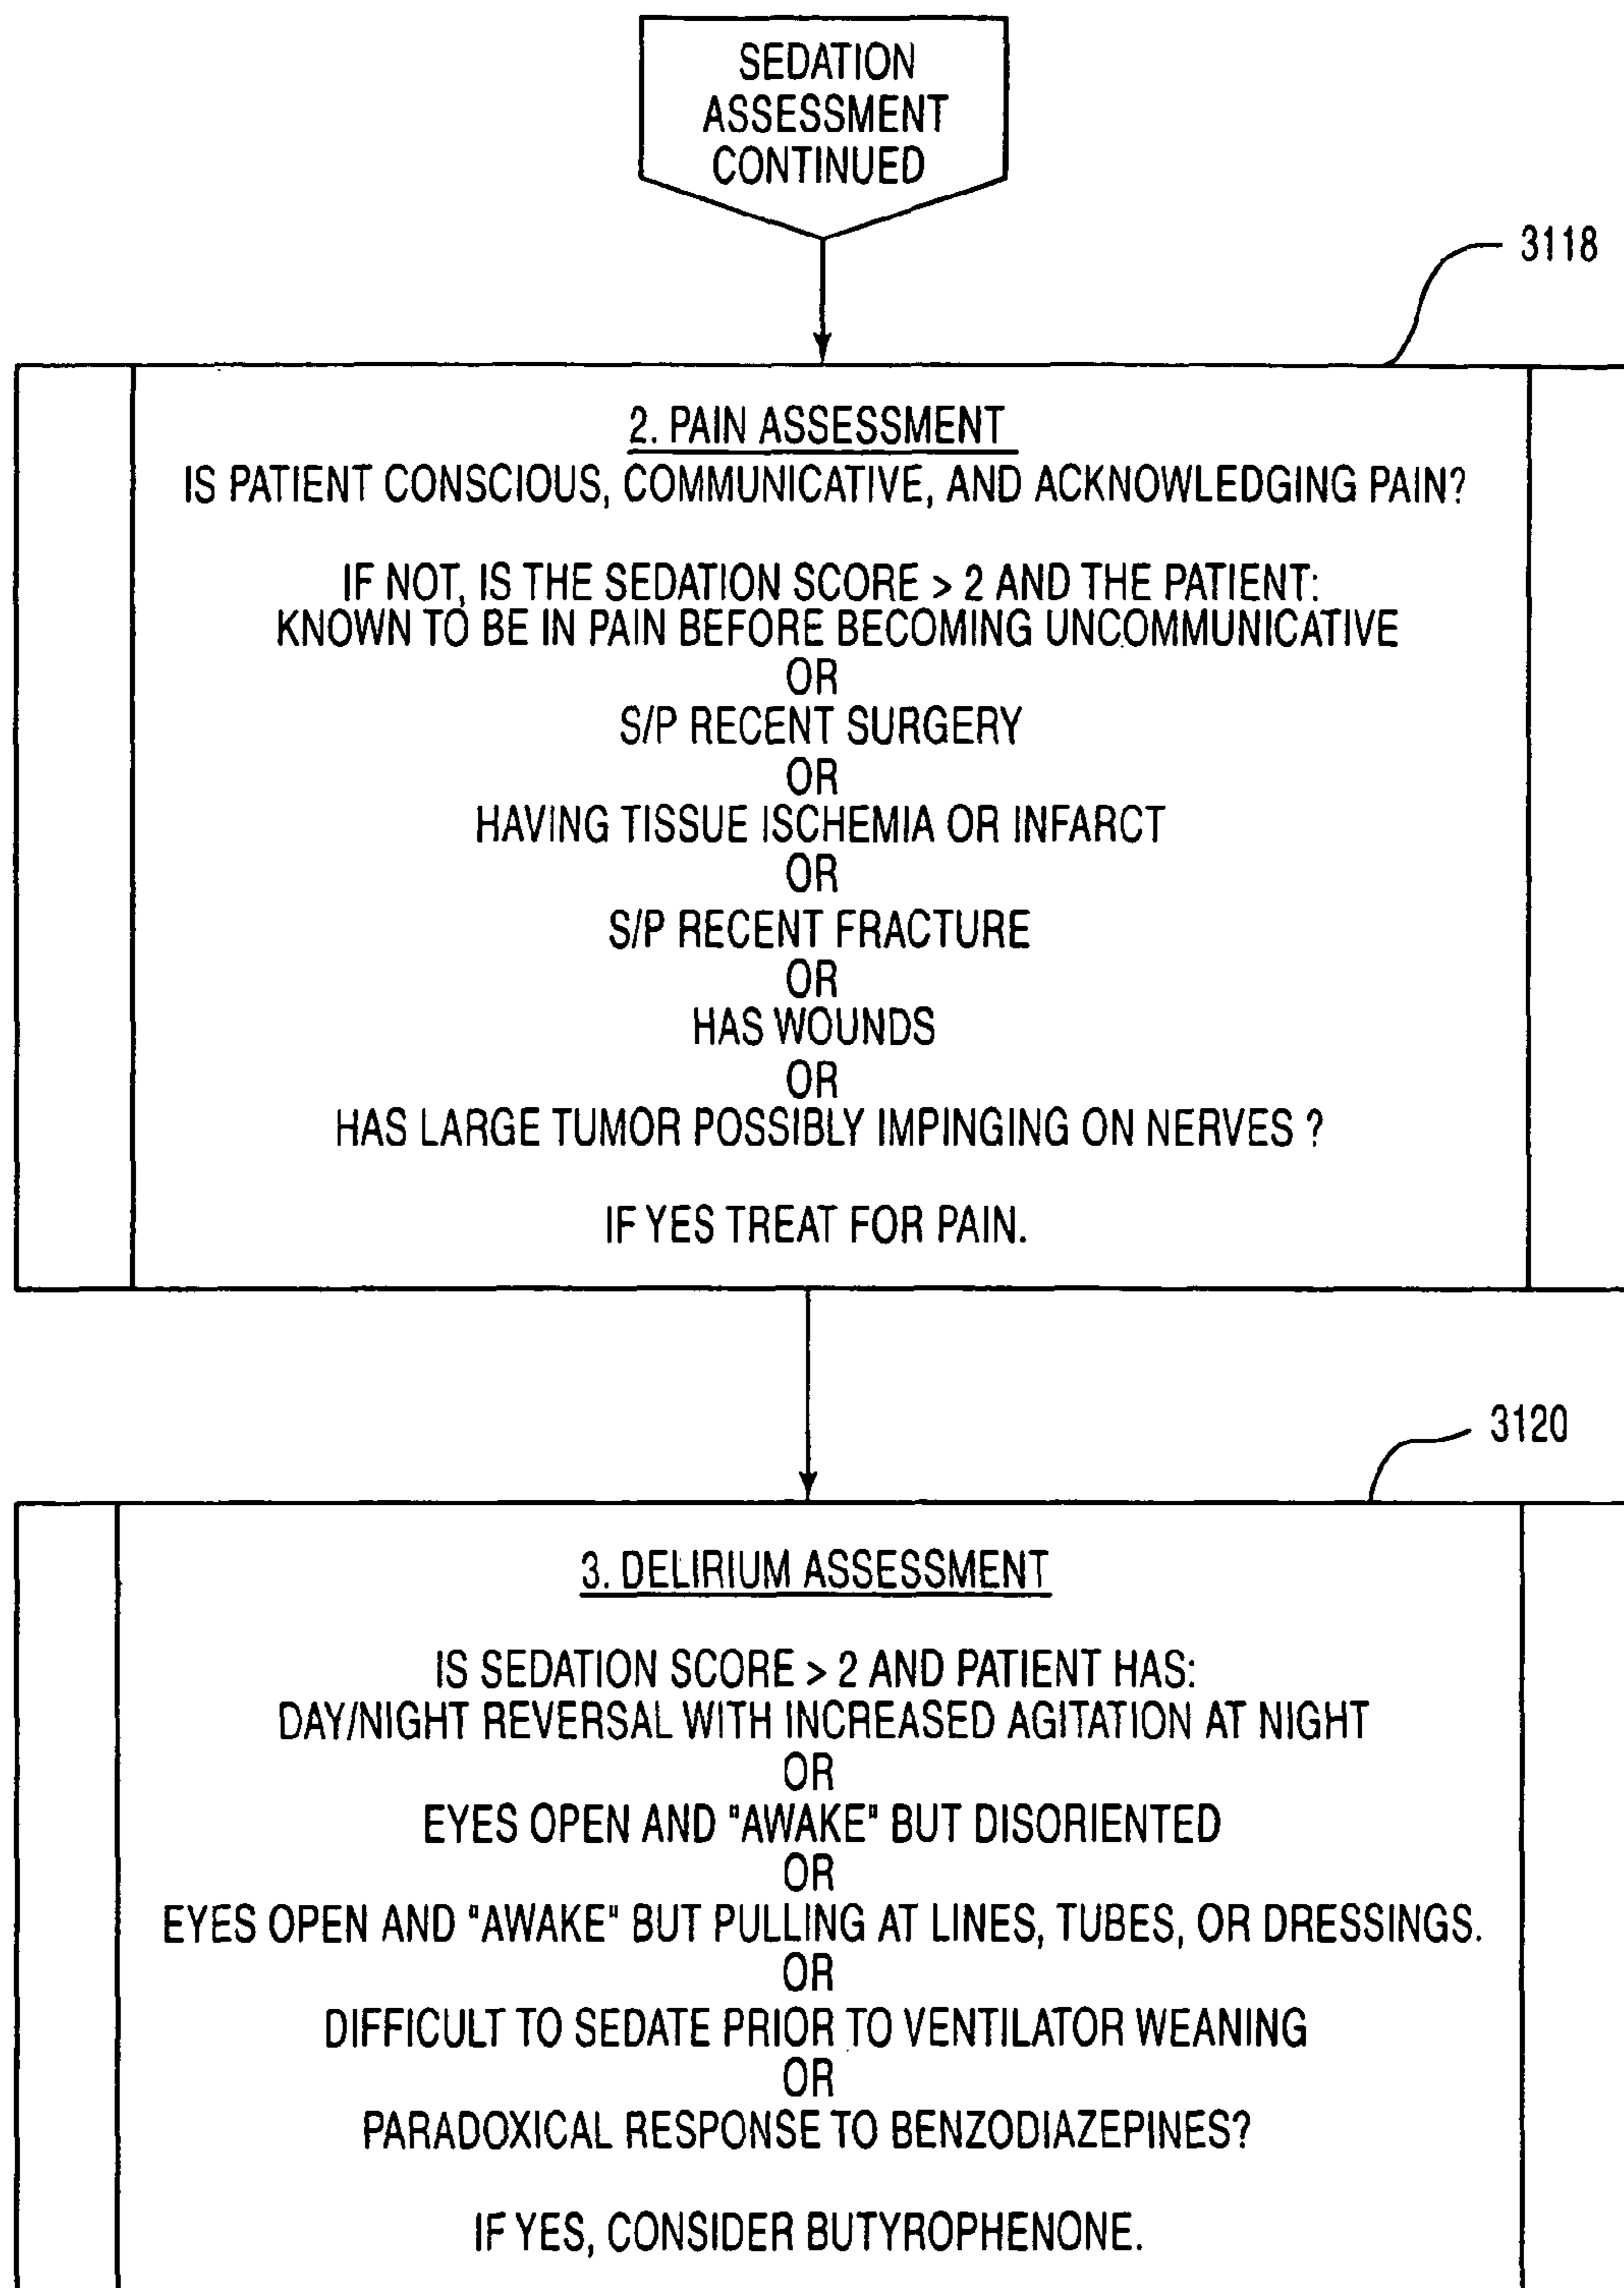 SEDATION
ASSESSMENT
CONTINUED
3118
2. PAIN ASSESSMENT
IS PATIENT CONSCIOUS, COMMUNICATIVE, AND ACKNOWLEDGING PAIN?
IF NOT, IS THE SEDATION SCORE > 2 AND THE PATIENT:
KNOWN TO BE IN PAIN BEFORE BECOMING UNCOMMUNICATIVE
OR
S/P RECENT SURGERY
OR
HAVING TISSUE ISCHEMIA OR INFARCT
OR
S/P RECENT FRACTURE
OR
HAS WOUNDS
OR
HAS LARGE TUMOR POSSIBLY IMPINGING ON NERVES ?
IF YES TREAT FOR PAIN.
3120
3. DELIRIUM ASSESSMENT
IS SEDATION SCORE > 2 AND PATIENT HAS:
DAY/NIGHT REVERSAL WITH INCREASED AGITATION AT NIGHT
OR
EYES OPEN AND "AWAKE" BUT DISORIENTED
OR
EYES OPEN AND "AWAKE" BUT PULLING AT LINES, TUBES, OR DRESSINGS.
OR
DIFFICULT TO SEDATE PRIOR TO VENTILATOR WEANING
OR
PARADOXICAL RESPONSE TO BENZODIAZEPINES?
IF YES, CONSIDER BUTYROPHENONE.